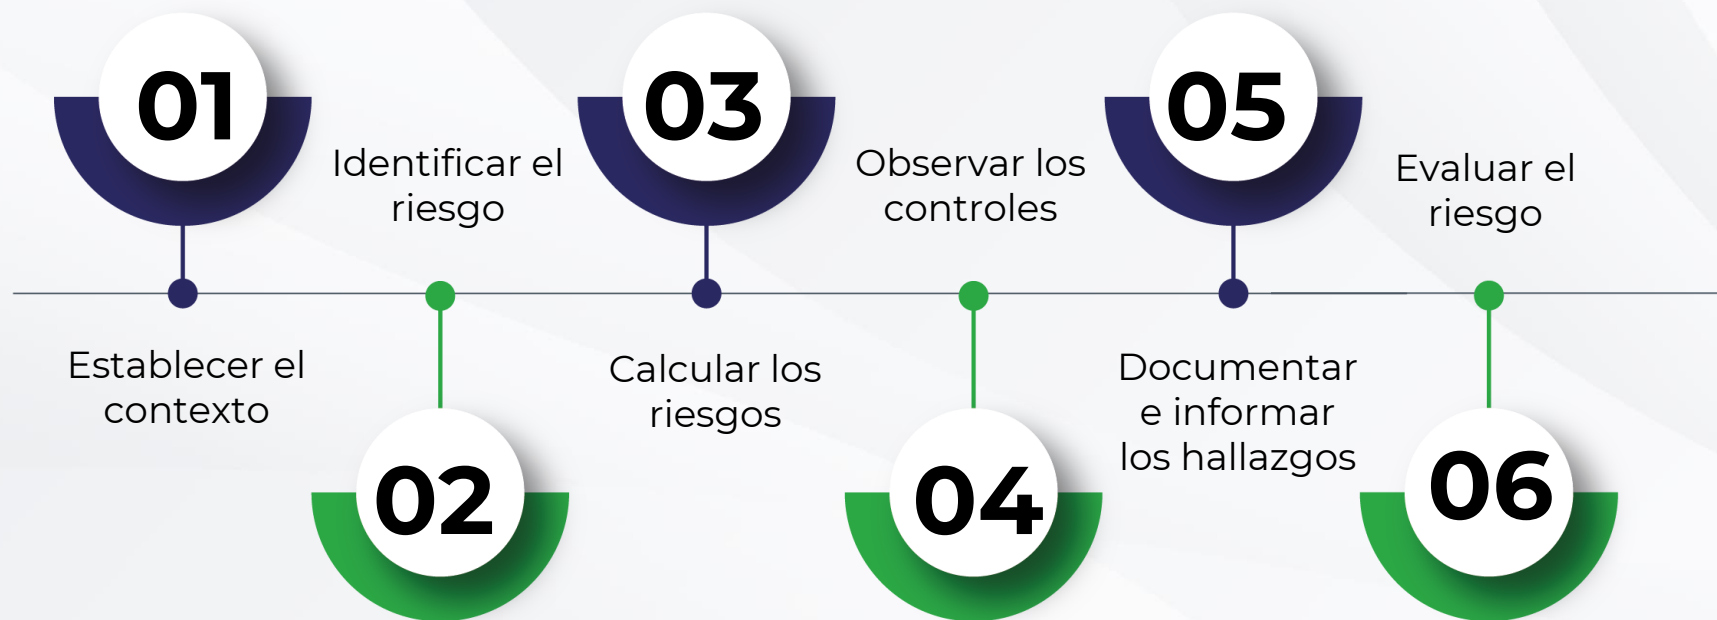 01
Establecer el
contexto
02
Identificar el
riesgo
03
Calcular los
riesgos
04
Observar los
controles
05
Documentar
e informar
los hallazgos
06
Evaluar el
riesgo